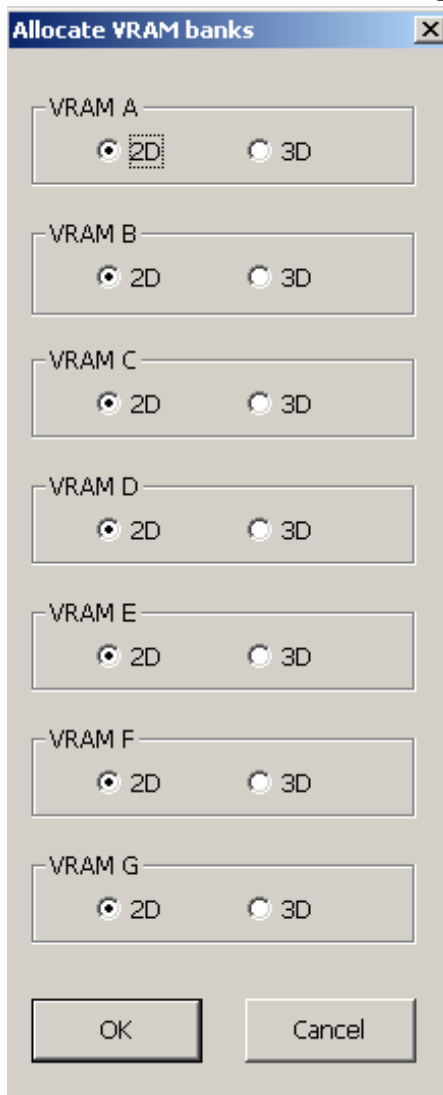 Allocate VRAM banks
VRAM A
2D 3D
VRAM B
2D 3D
VRAM C
2D 3D
VRAM D
2D 3D
VRAM E
2D 3D
VRAM F
2D 3D
VRAM G
2D 3D
OK Cancel